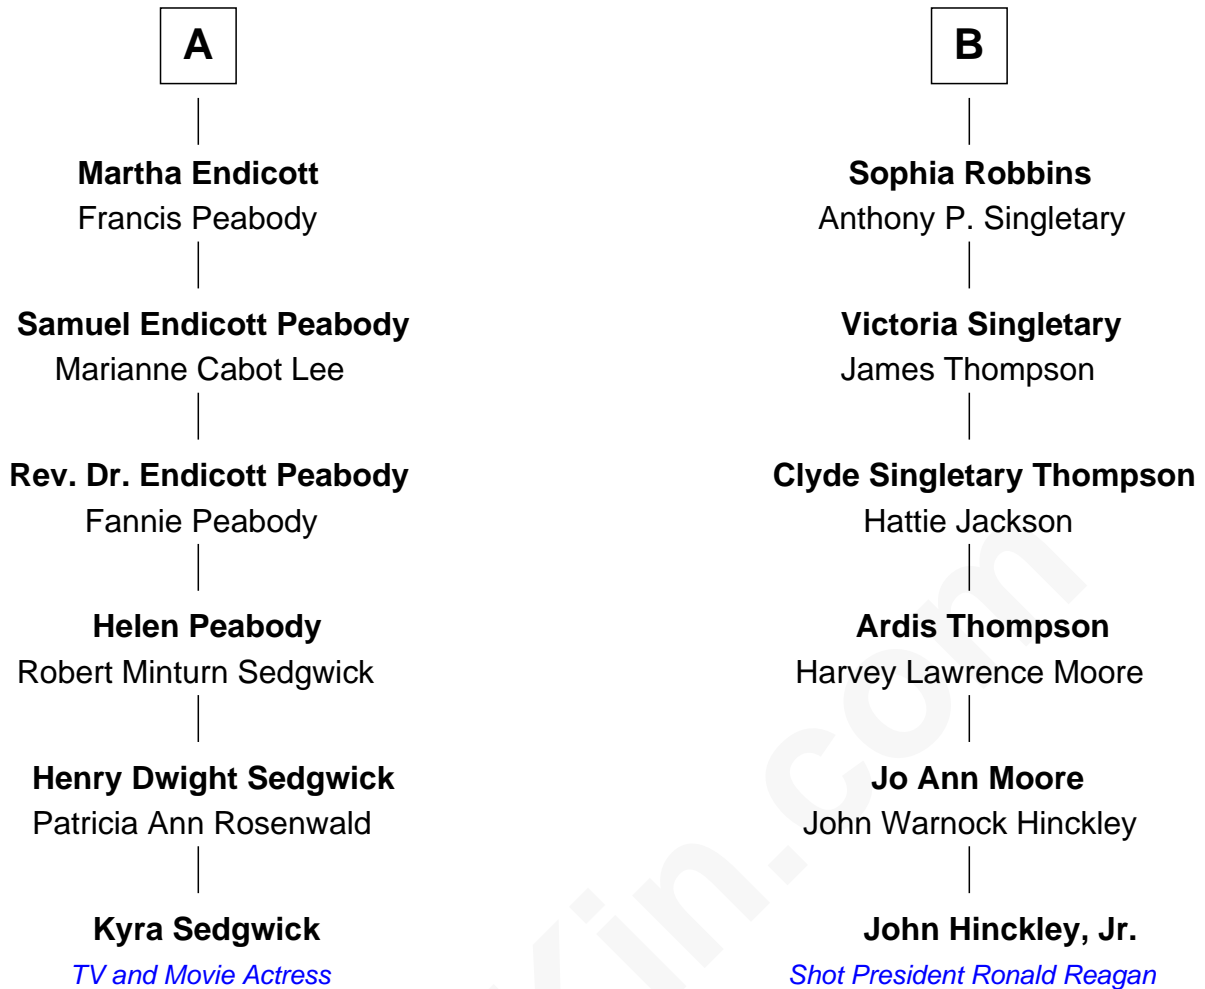 A
Martha Endicott
Francis Peabody
Samuel Endicott Peabody
Marianne Cabot Lee
Rev. Dr. Endicott Peabody
Fannie Peabody
Helen Peabody
Robert Minturn Sedgwick
Henry Dwight Sedgwick
Patricia Ann Rosenwald
Kyra Sedgwick
TV and Movie Actress
B
Sophia Robbins
Anthony P. Singletary
Victoria Singletary
James Thompson
Clyde Singletary Thompson
Hattie Jackson
Ardis Thompson
Harvey Lawrence Moore
Jo Ann Moore
John Warnock Hinckley
John Hinckley, Jr.
Shot President Ronald Reagan
Kin.com